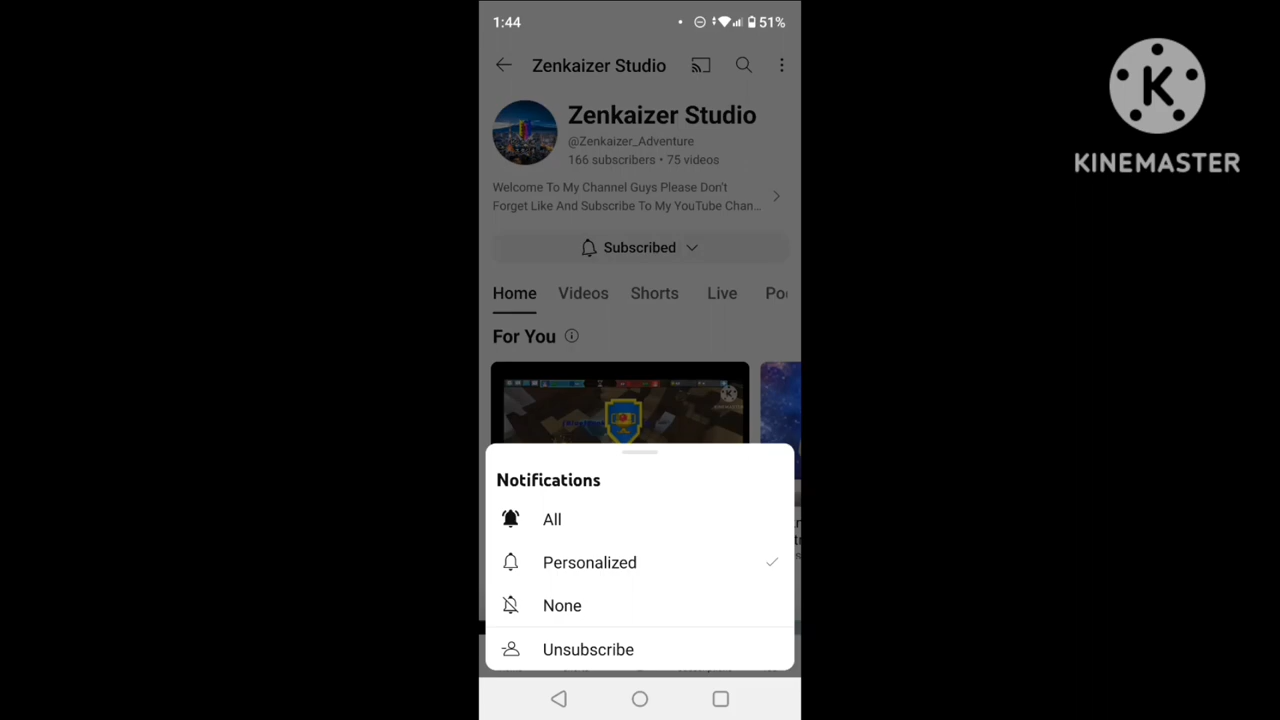 1:44
51%
Zenkaizer Studio
Zenkaizer Studio
@Zenkaizer_Adventure
166 subscribers • 75 videos
Welcome To My Channel Guys Please Don't
Forget Like And Subscribe To My YouTube Chan...
Subscribed
Home Videos Shorts Live Po
For You
Notifications
All
Personalized
None
Unsubscribe
K
KINEMASTER